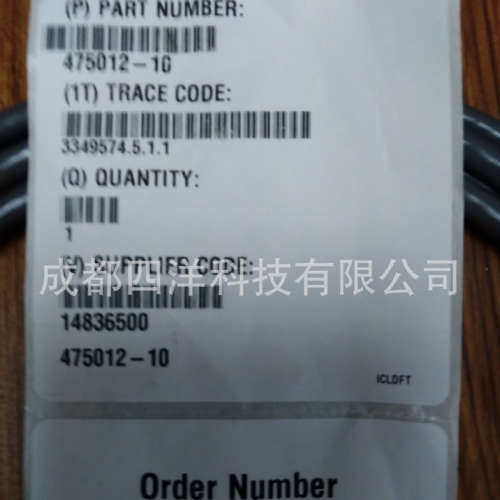 (P) PART NUMBER:
475012-10
(1T) TRACE CODE:
3349574.5.1.1
(Q) QUANTITY:
1
(V) SUPPLIER CODE:
成都四洋科技有限公司
14836500
475012-10
ICLDFT
Order Number